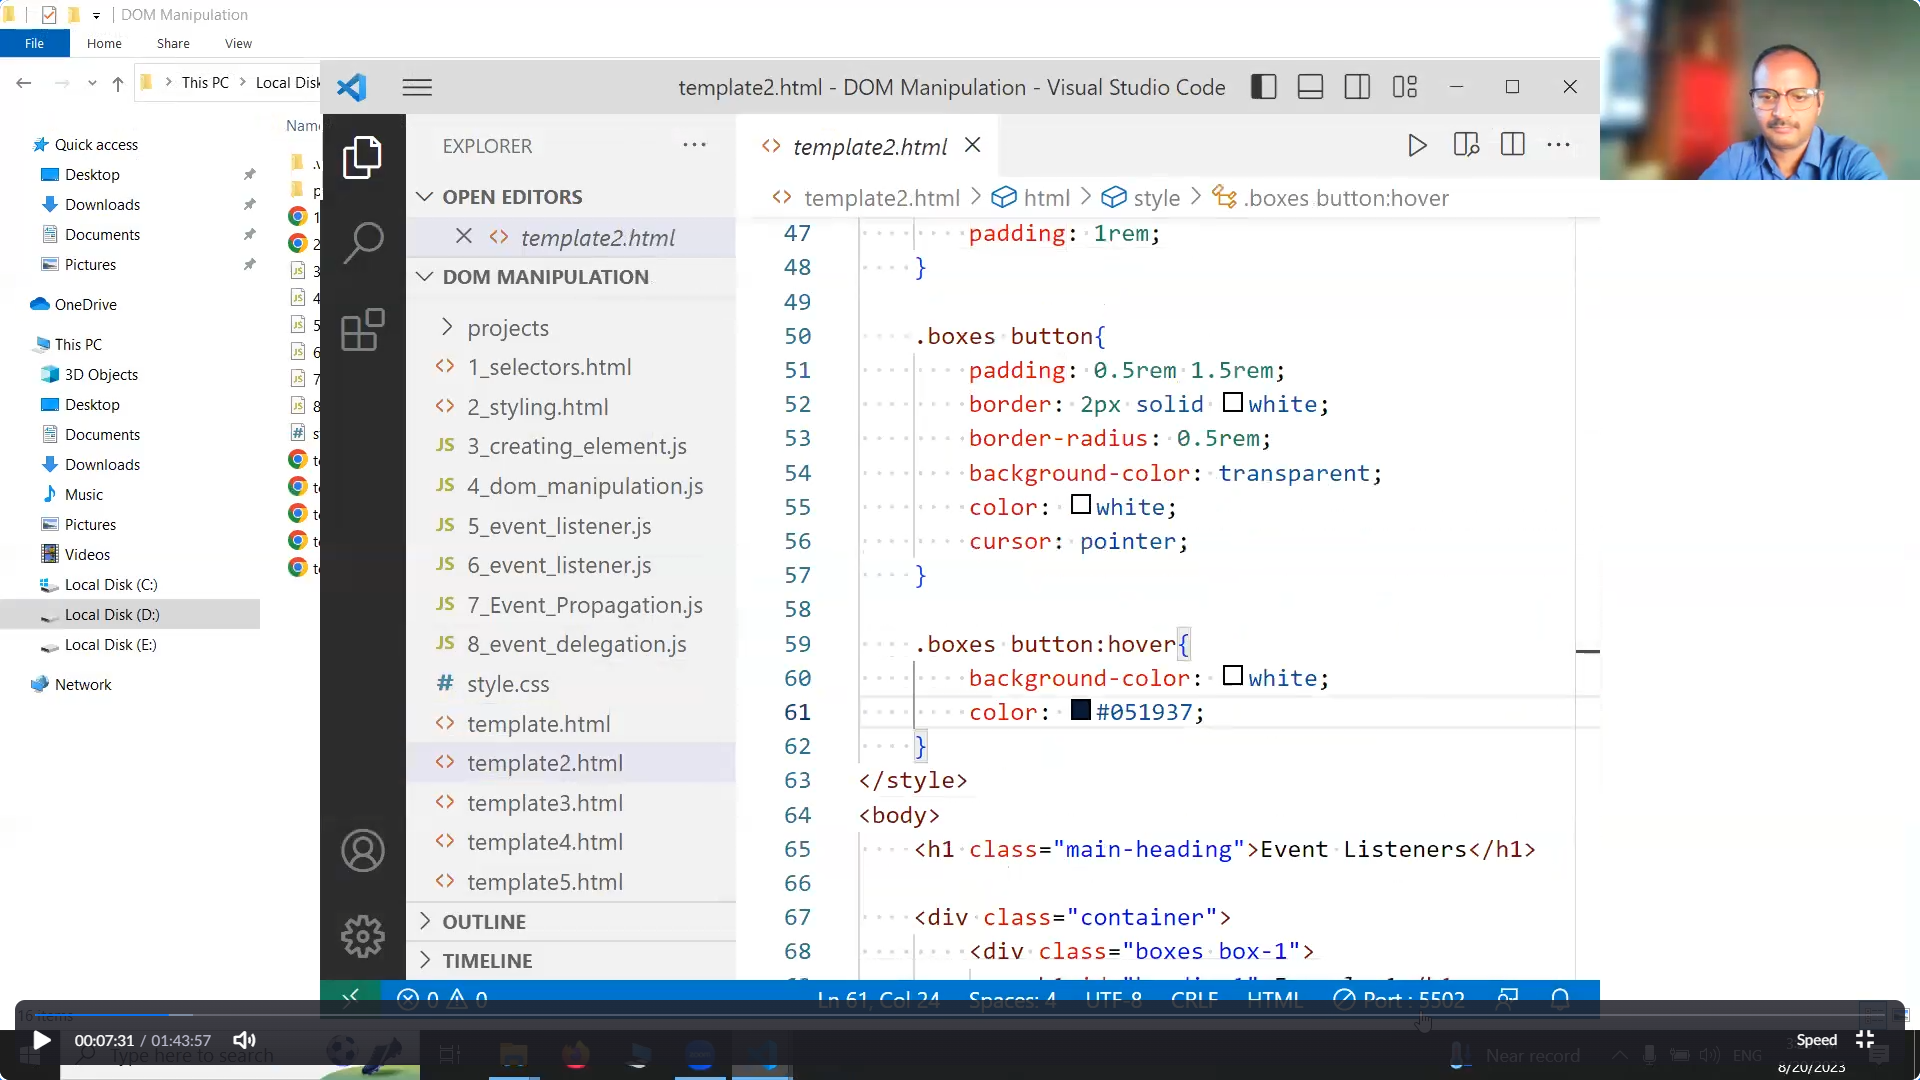 DOM Manipulation
File Home Share View
This PC Local Disk
Quick access
Desktop
Downloads
Documents
Pictures
OneDrive
This PC
3D Objects
Desktop
Documents
Downloads
Music
Pictures
Videos
Local Disk (C:)
Local Disk (D:)
Local Disk (E:)
Network
template2.html - DOM Manipulation - Visual Studio Code
EXPLORER
OPEN EDITORS
template2.html
DOM MANIPULATION
projects
1_selectors.html
2_styling.html
3_creating_element.js
4_dom_manipulation.js
5_event_listener.js
6_event_listener.js
7_Event_Propagation.js
8_event_delegation.js
style.css
template.html
template2.html
template3.html
template4.html
template5.html
OUTLINE
TIMELINE
template2.html
template2.html html style .boxes button:hover
47 padding: 1rem;
48 }
49
50 .boxes button{
51 padding: 0.5rem 1.5rem;
52 border: 2px solid white;
53 border-radius: 0.5rem;
54 background-color: transparent;
55 color: white;
56 cursor: pointer;
57 }
58
59 .boxes button:hover{
60 background-color: white;
61 color: #051937;
62 }
63 </style>
64 <body>
65 <h1 class="main-heading">Event Listeners</h1>
66
67 <div class="container">
68 <div class="boxes box-1">
0 0 Ln 61, Col 24 Spaces: 4 UTF-8 CRLF HTML Port : 5502
16 items
00:07:31 / 01:43:57 Speed
Type here to search Near record ENG
8/20/2023